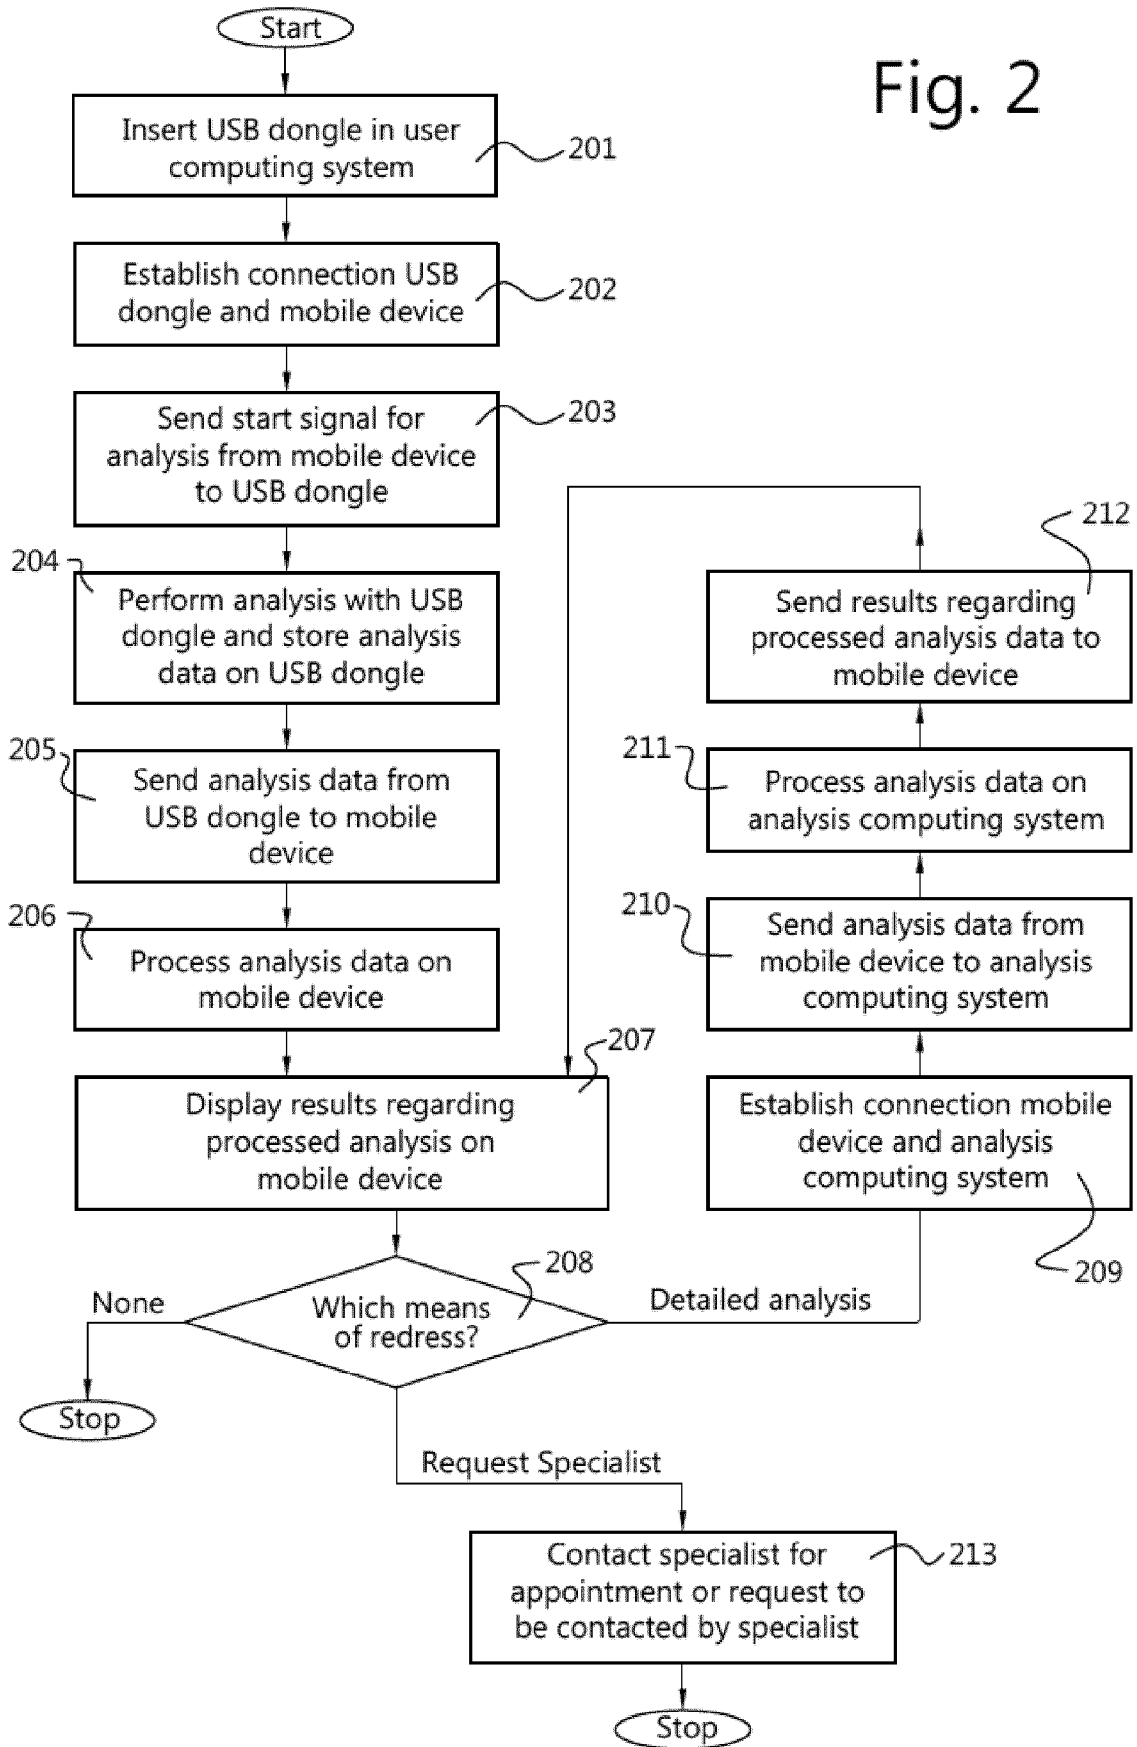 Start
Fig. 2
Insert USB dongle in user
computing system
201
Establish connection USB
dongle and mobile device
202
Send start signal for
analysis from mobile device
to USB dongle
203
204
Perform analysis with USB
dongle and store analysis
data on USB dongle
205
Send analysis data from
USB dongle to mobile
device
206
Process analysis data on
mobile device
207
Display results regarding
processed analysis on
mobile device
208
Which means
of redress?
None
Stop
Detailed analysis
209
Establish connection mobile
device and analysis
computing system
210
Send analysis data from
mobile device to analysis
computing system
211
Process analysis data on
analysis computing system
212
Send results regarding
processed analysis data to
mobile device
Request Specialist
Contact specialist for
appointment or request to
be contacted by specialist
213
Stop